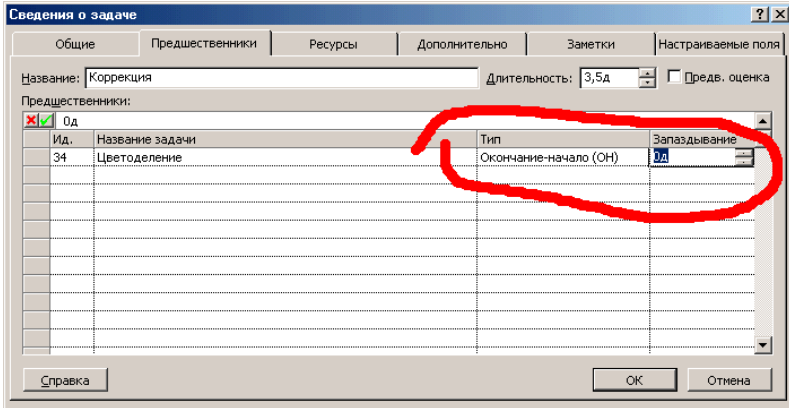 Сведения о задаче
Общие Предшественники Ресурсы Дополнительно Заметки Настраиваемые поля
Название: Коррекция Длительность: 3,5д Предв. оценка
Предшественники:
0д
Ид. Название задачи Тип Запаздывание
34 Цветоделение Окончание-начало (ОН) 0д
Справка ОК Отмена